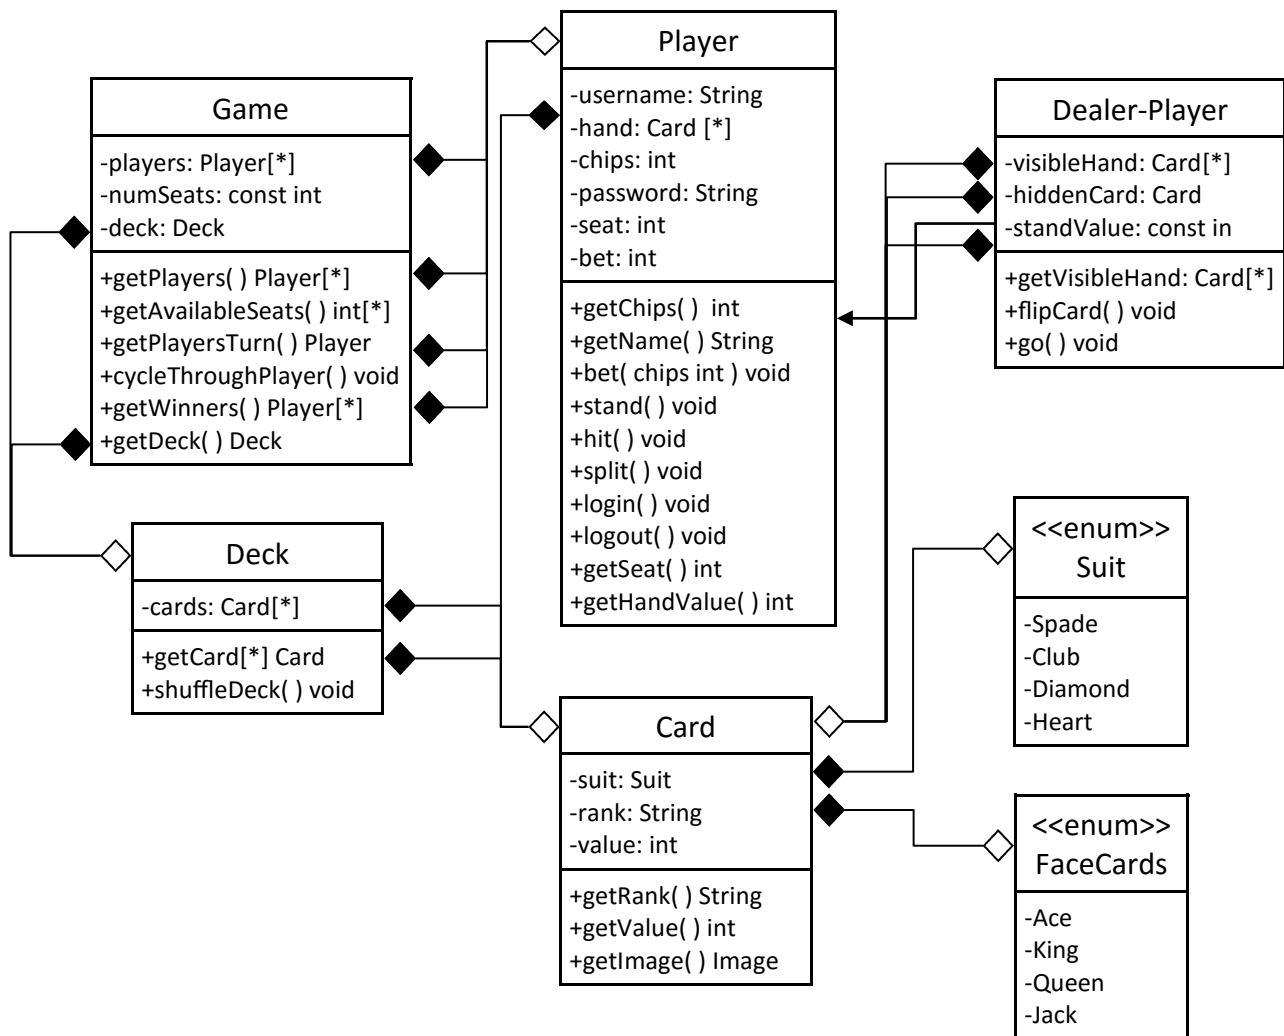 Game
-players: Player[*]
-numSeats: const int
-deck: Deck
+getPlayers( ) Player[*]
+getAvailableSeats( ) int[*]
+getPlayersTurn( ) Player
+cycleThroughPlayer( ) void
+getWinners( ) Player[*]
+getDeck( ) Deck
Player
-username: String
-hand: Card [*]
-chips: int
-password: String
-seat: int
-bet: int
+getChips( ) int
+getName( ) String
+bet( chips int ) void
+stand( ) void
+hit( ) void
+split( ) void
+login( ) void
+logout( ) void
+getSeat( ) int
+getHandValue( ) int
Dealer-Player
-visibleHand: Card[*]
-hiddenCard: Card
-standValue: const in
+getVisibleHand: Card[*]
+flipCard( ) void
+go( ) void
Deck
-cards: Card[*]
+getCard[*] Card
+shuffleDeck( ) void
Card
-suit: Suit
-rank: String
-value: int
+getRank( ) String
+getValue( ) int
+getImage( ) Image
<<enum>>
Suit
-Spade
-Club
-Diamond
-Heart
<<enum>>
FaceCards
-Ace
-King
-Queen
-Jack